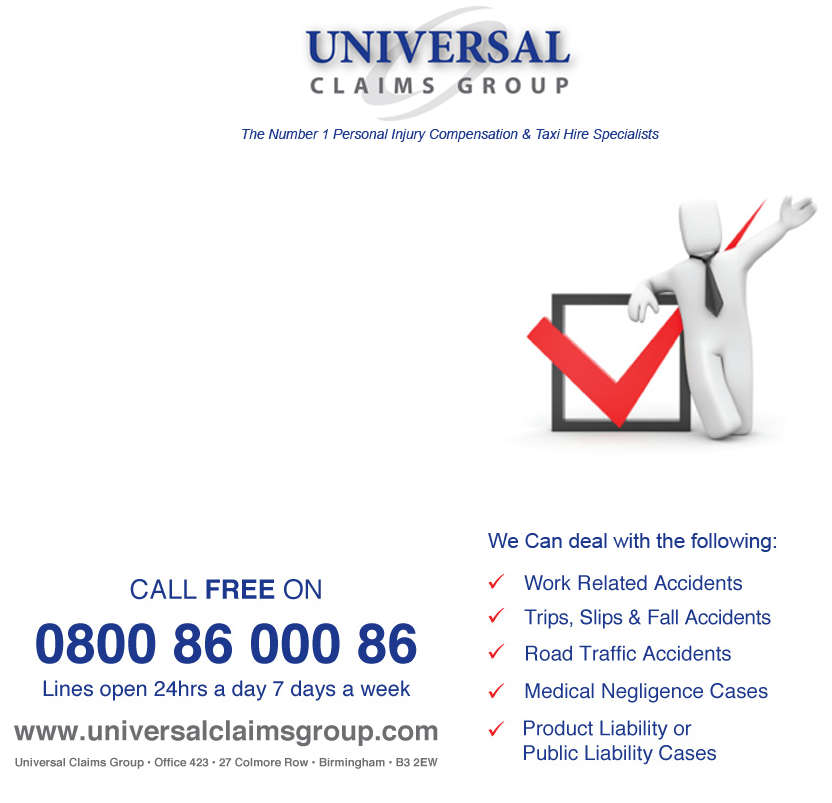 UNIVERSAL
CLAIMS GROUP
The Number 1 Personal Injury Compensation & Taxi Hire Specialists
CALL FREE ON
0800 86 000 86
Lines open 24hrs a day 7 days a week
www.universalclaimsgroup.com
Universal Claims Group • Office 423 • 27 Colmore Row • Birmingham • B3 2EW
We Can deal with the following:
Work Related Accidents
Trips, Slips & Fall Accidents
Road Traffic Accidents
Medical Negligence Cases
Product Liability or
Public Liability Cases